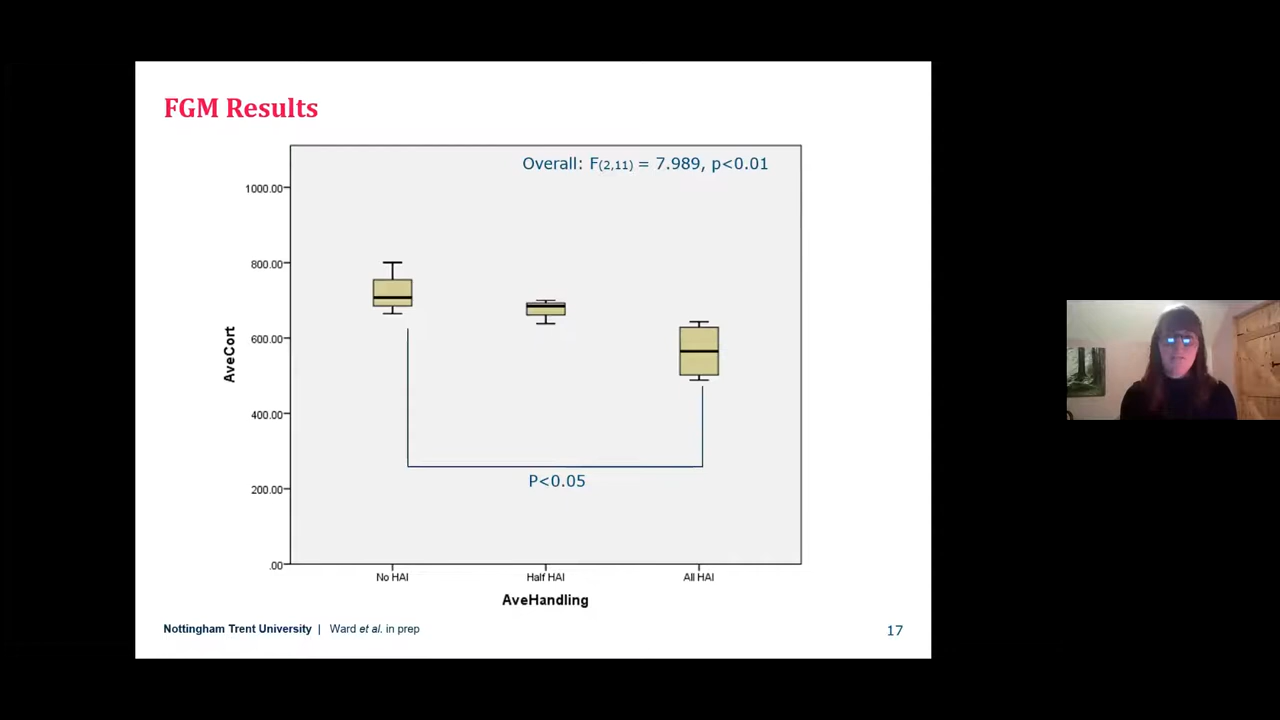 FGM Results
Overall: F(2,11) = 7.989, p<0.01
1000.00
800.00
600.00
400.00
200.00
.00
AveCort
P<0.05
No HAI
Half HAI
All HAI
AveHandling
Nottingham Trent University | Ward et al. in prep
17